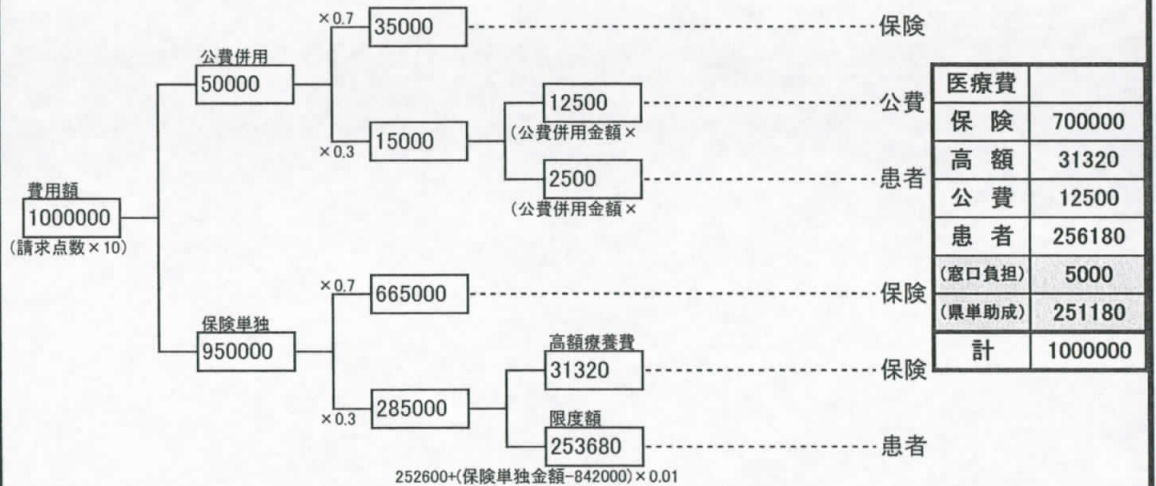 費用額
1000000
(請求点数×10)
公費併用
50000
×0.7
35000
保険
×0.3
15000
12500
公費
(公費併用金額×
2500
患者
(公費併用金額×
保険単独
950000
×0.7
665000
保険
×0.3
285000
高額療養費
31320
保険
限度額
253680
患者
252600+(保険単独金額-842000)×0.01
医療費
保 険 700000
高 額 31320
公 費 12500
患 者 256180
(窓口負担) 5000
(県単助成) 251180
計 1000000